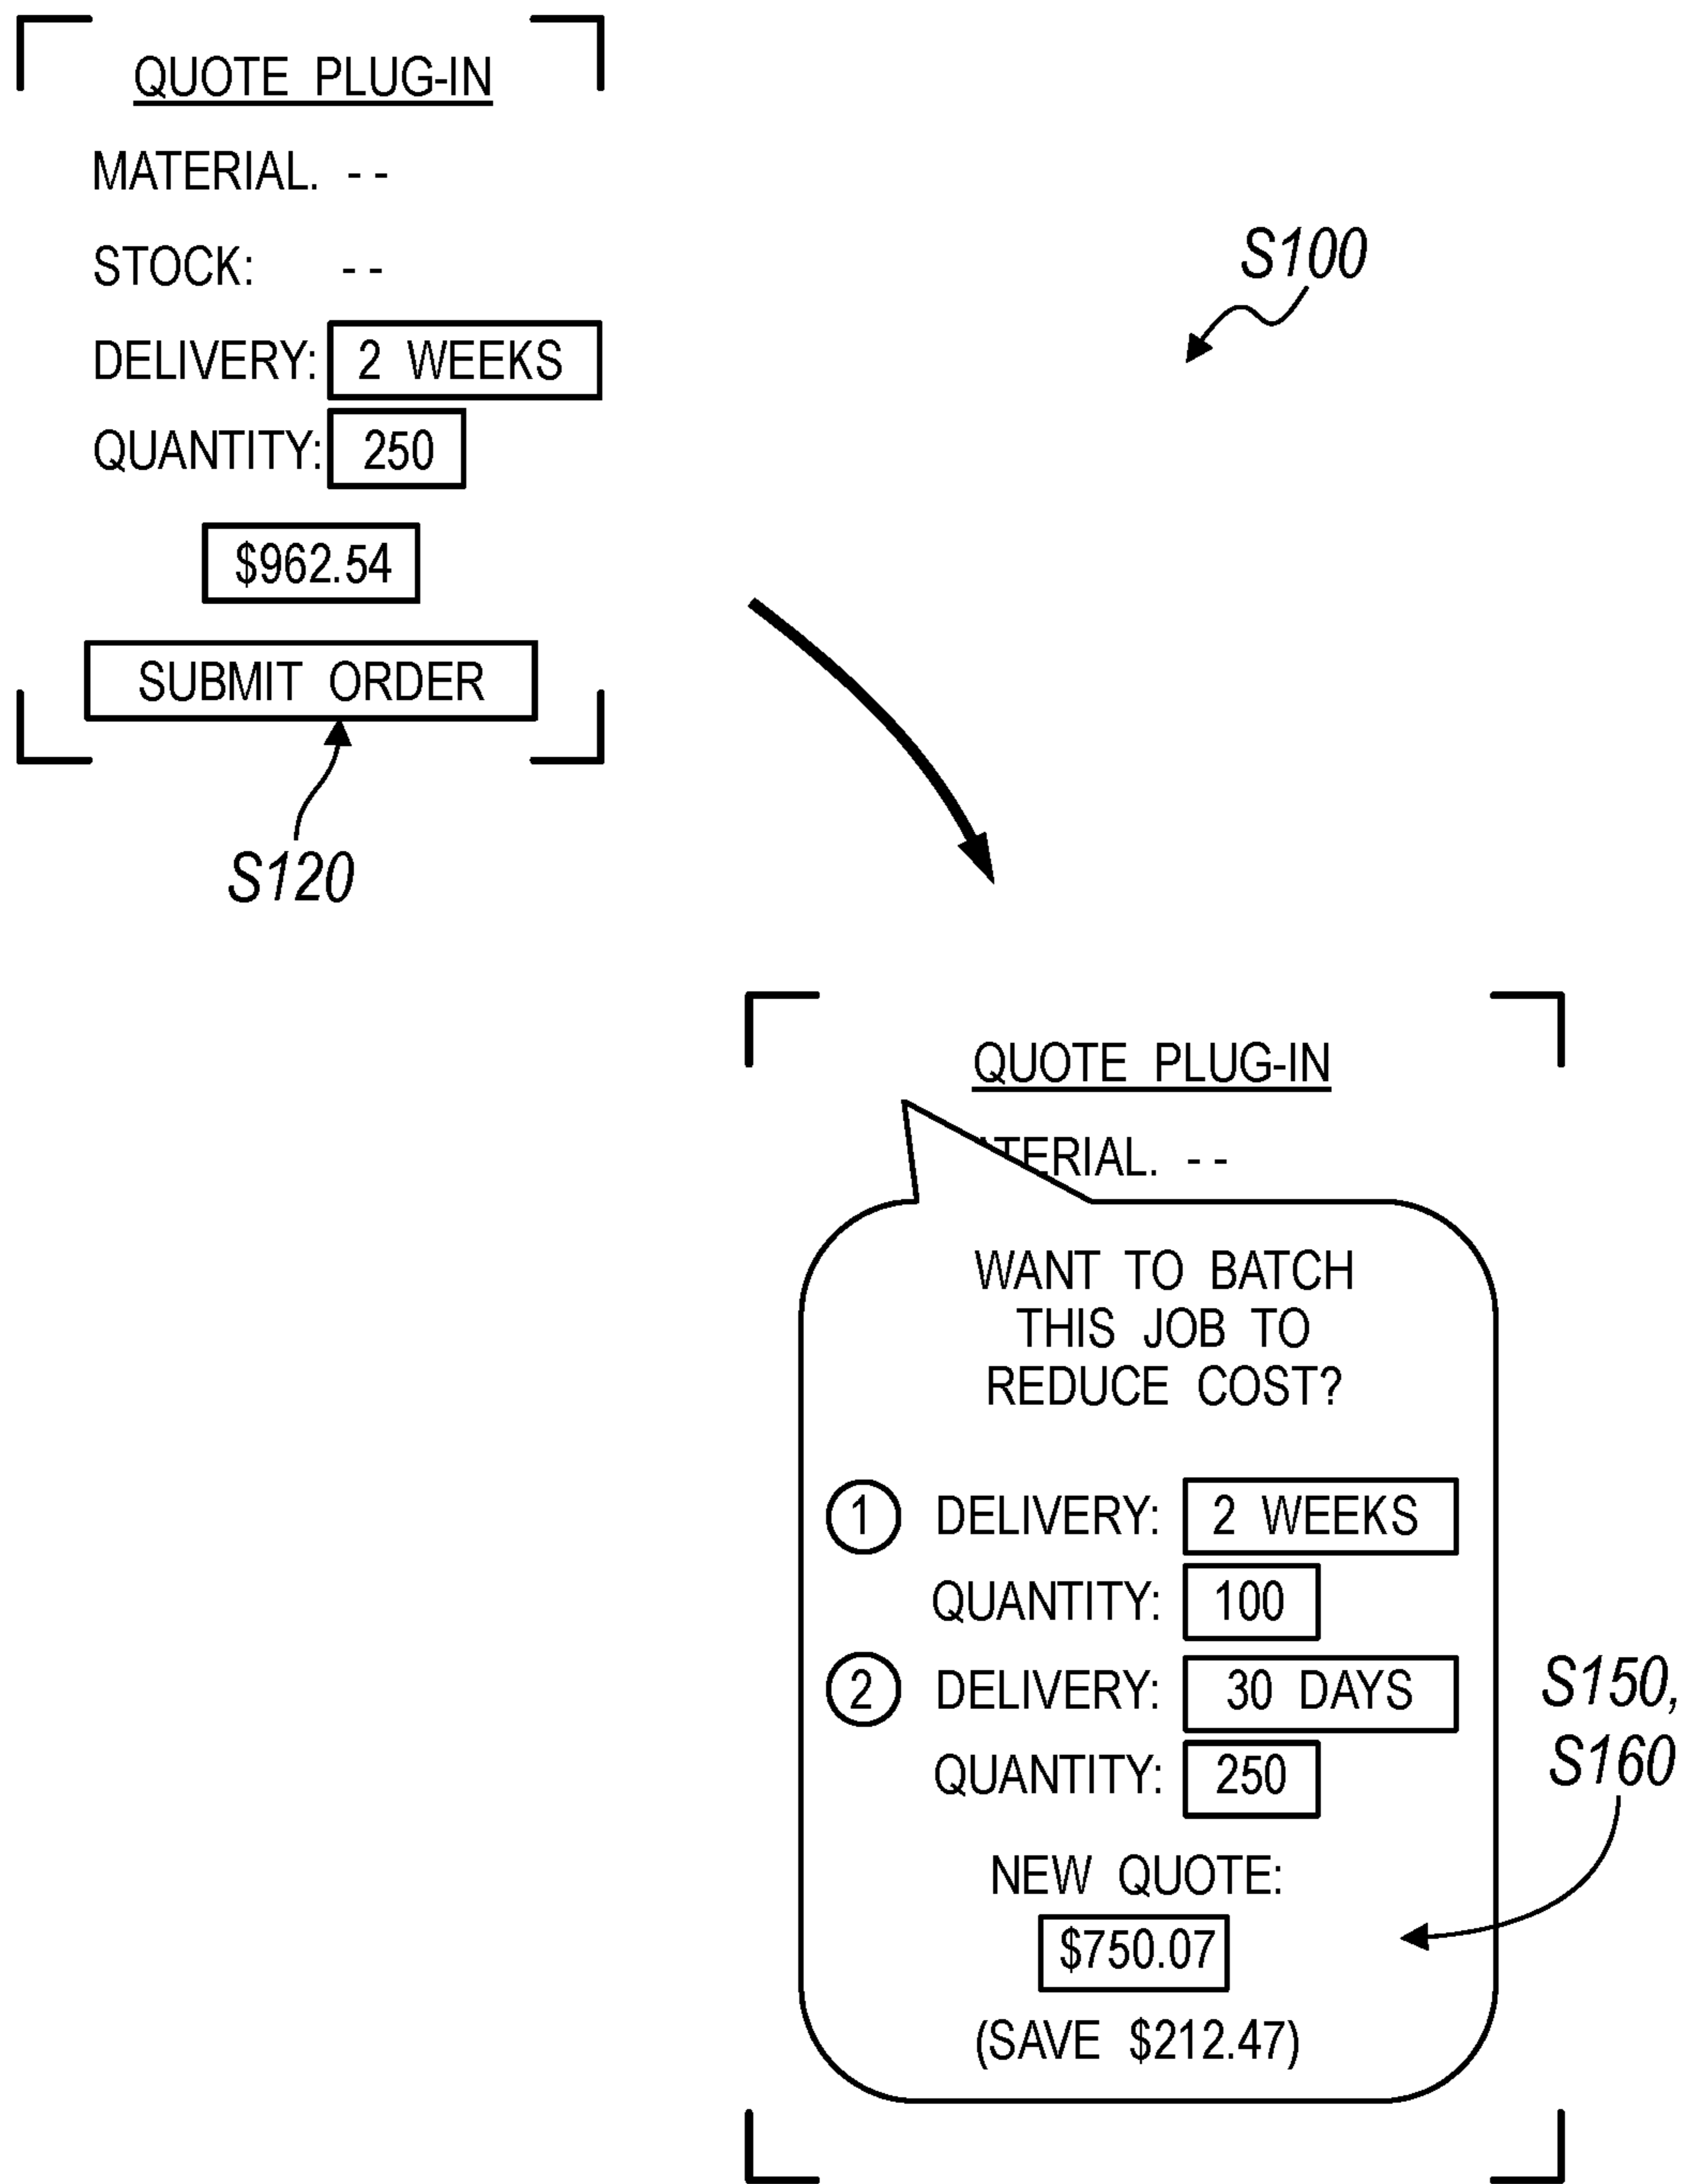 QUOTE PLUG-IN
MATERIAL. --
STOCK: --
DELIVERY: 2 WEEKS
QUANTITY: 250
$962.54
SUBMIT ORDER
S120
S100
QUOTE PLUG-IN
ATERIAL. --
WANT TO BATCH
THIS JOB TO
REDUCE COST?
1 DELIVERY: 2 WEEKS
QUANTITY: 100
2 DELIVERY: 30 DAYS
QUANTITY: 250
NEW QUOTE:
$750.07
(SAVE $212.47)
S150,
S160